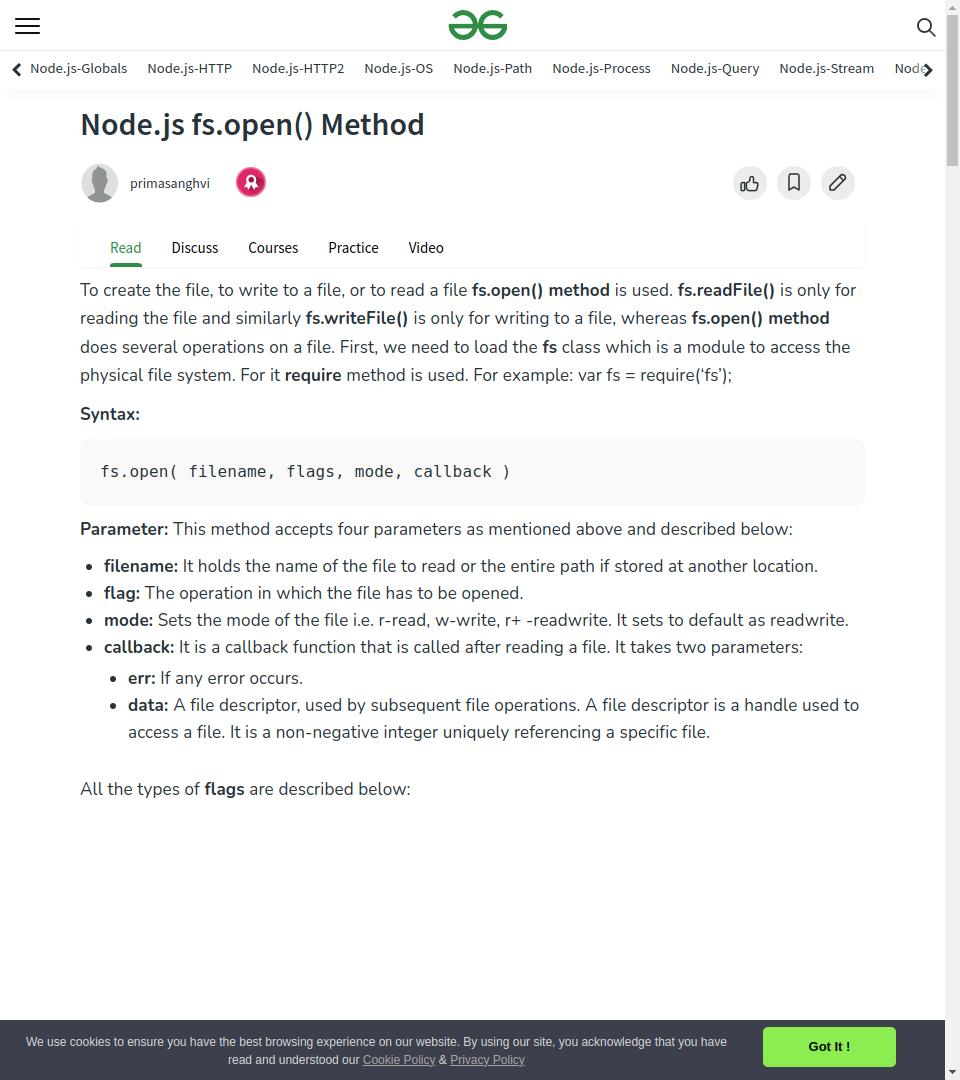 Node.js-Globals Node.js-HTTP Node.js-HTTP2 Node.js-OS Node.js-Path Node.js-Process Node.js-Query Node.js-Stream Node
Node.js fs.open() Method
primasanghvi
Read Discuss Courses Practice Video
To create the file, to write to a file, or to read a file fs.open() method is used. fs.readFile() is only for
reading the file and similarly fs.writeFile() is only for writing to a file, whereas fs.open() method
does several operations on a file. First, we need to load the fs class which is a module to access the
physical file system. For it require method is used. For example: var fs = require(‘fs’);
Syntax:
fs.open( filename, flags, mode, callback )
Parameter: This method accepts four parameters as mentioned above and described below:
filename: It holds the name of the file to read or the entire path if stored at another location.
flag: The operation in which the file has to be opened.
mode: Sets the mode of the file i.e. r-read, w-write, r+ -readwrite. It sets to default as readwrite.
callback: It is a callback function that is called after reading a file. It takes two parameters:
err: If any error occurs.
data: A file descriptor, used by subsequent file operations. A file descriptor is a handle used to
access a file. It is a non-negative integer uniquely referencing a specific file.
All the types of flags are described below:
We use cookies to ensure you have the best browsing experience on our website. By using our site, you acknowledge that you have
read and understood our Cookie Policy & Privacy Policy
Got It !